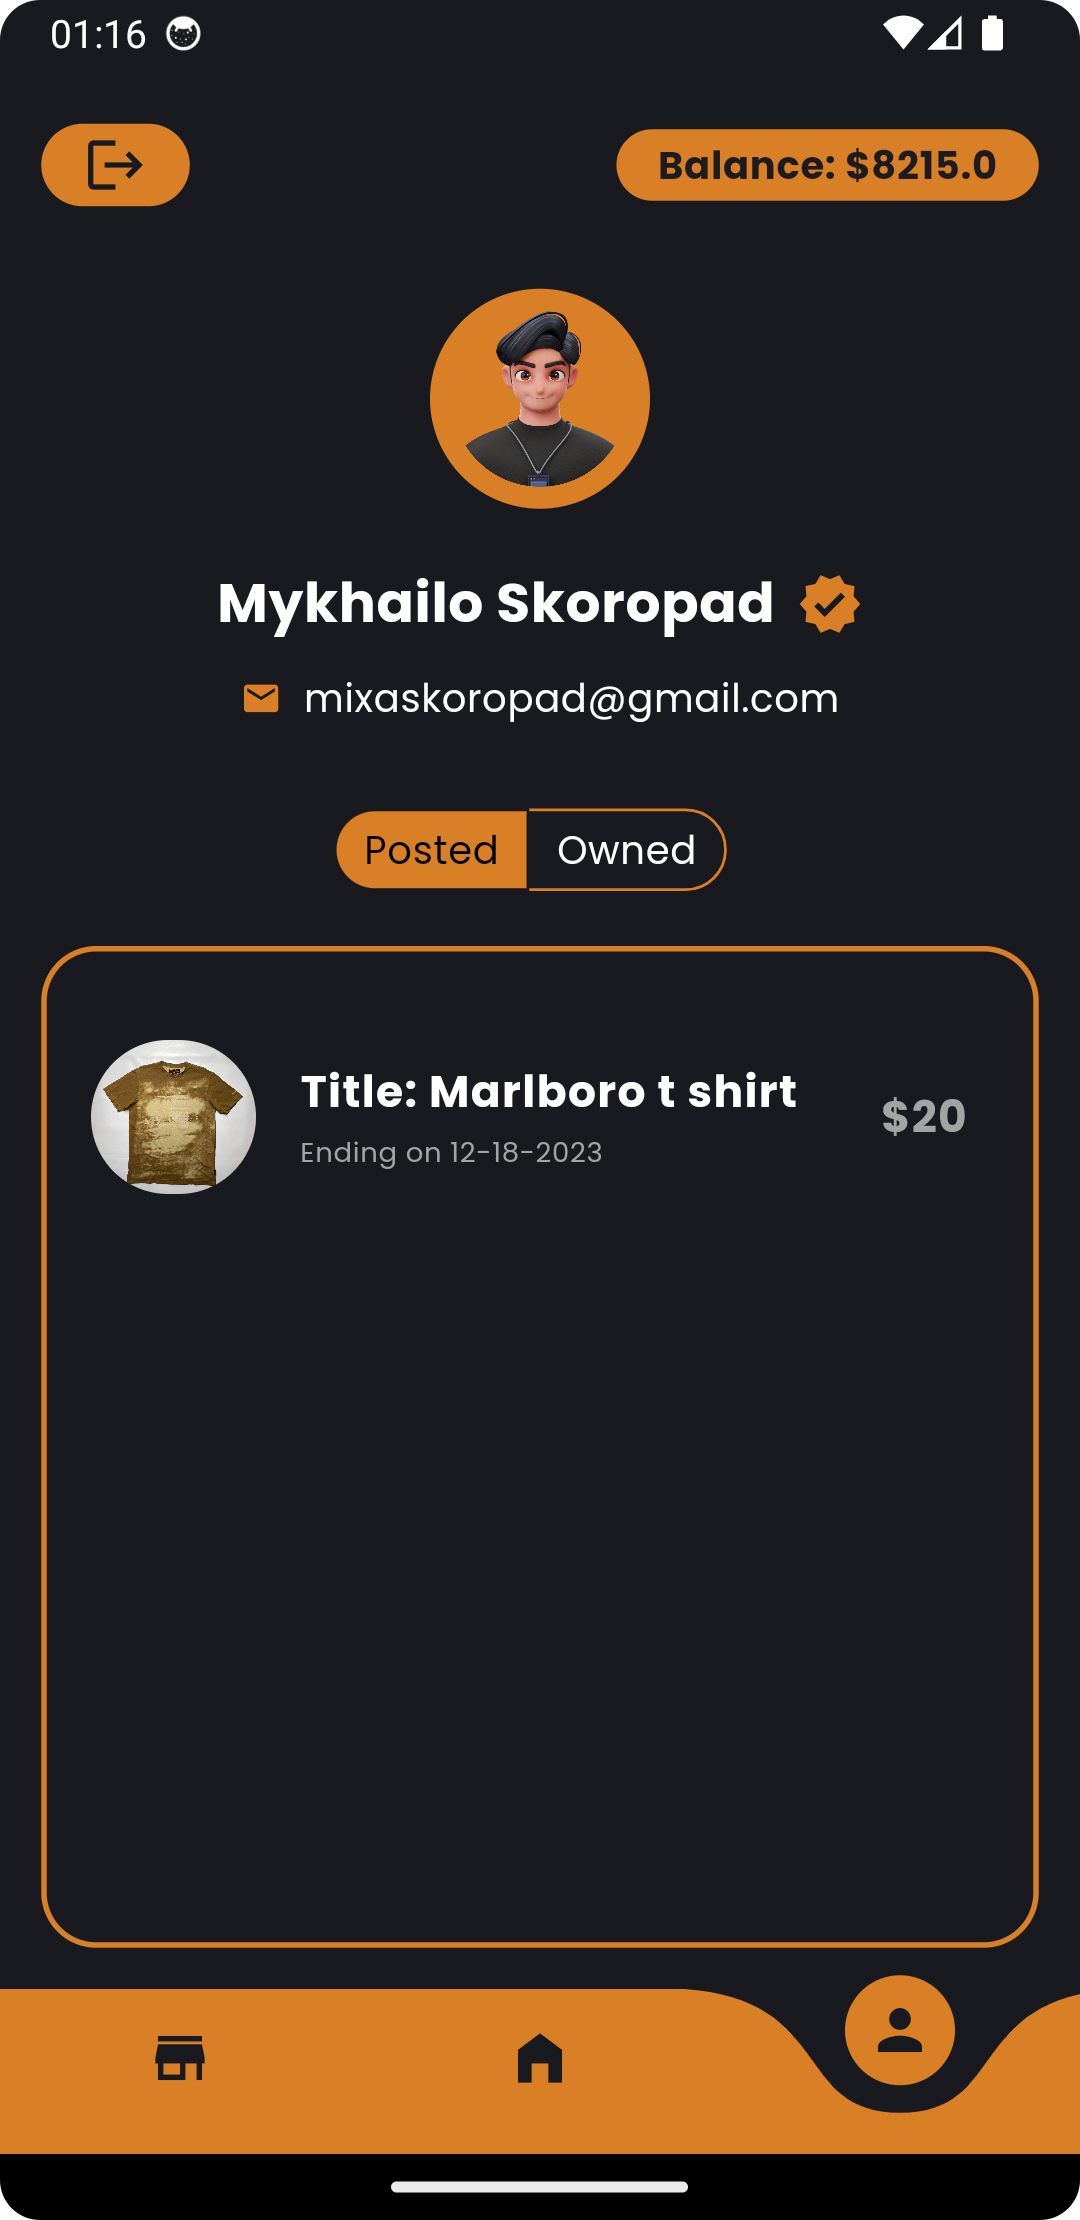 01:16
Balance: $8215.0
Mykhailo Skoropad
mixaskoropad@gmail.com
Posted Owned
Title: Marlboro t shirt
$20
Ending on 12-18-2023